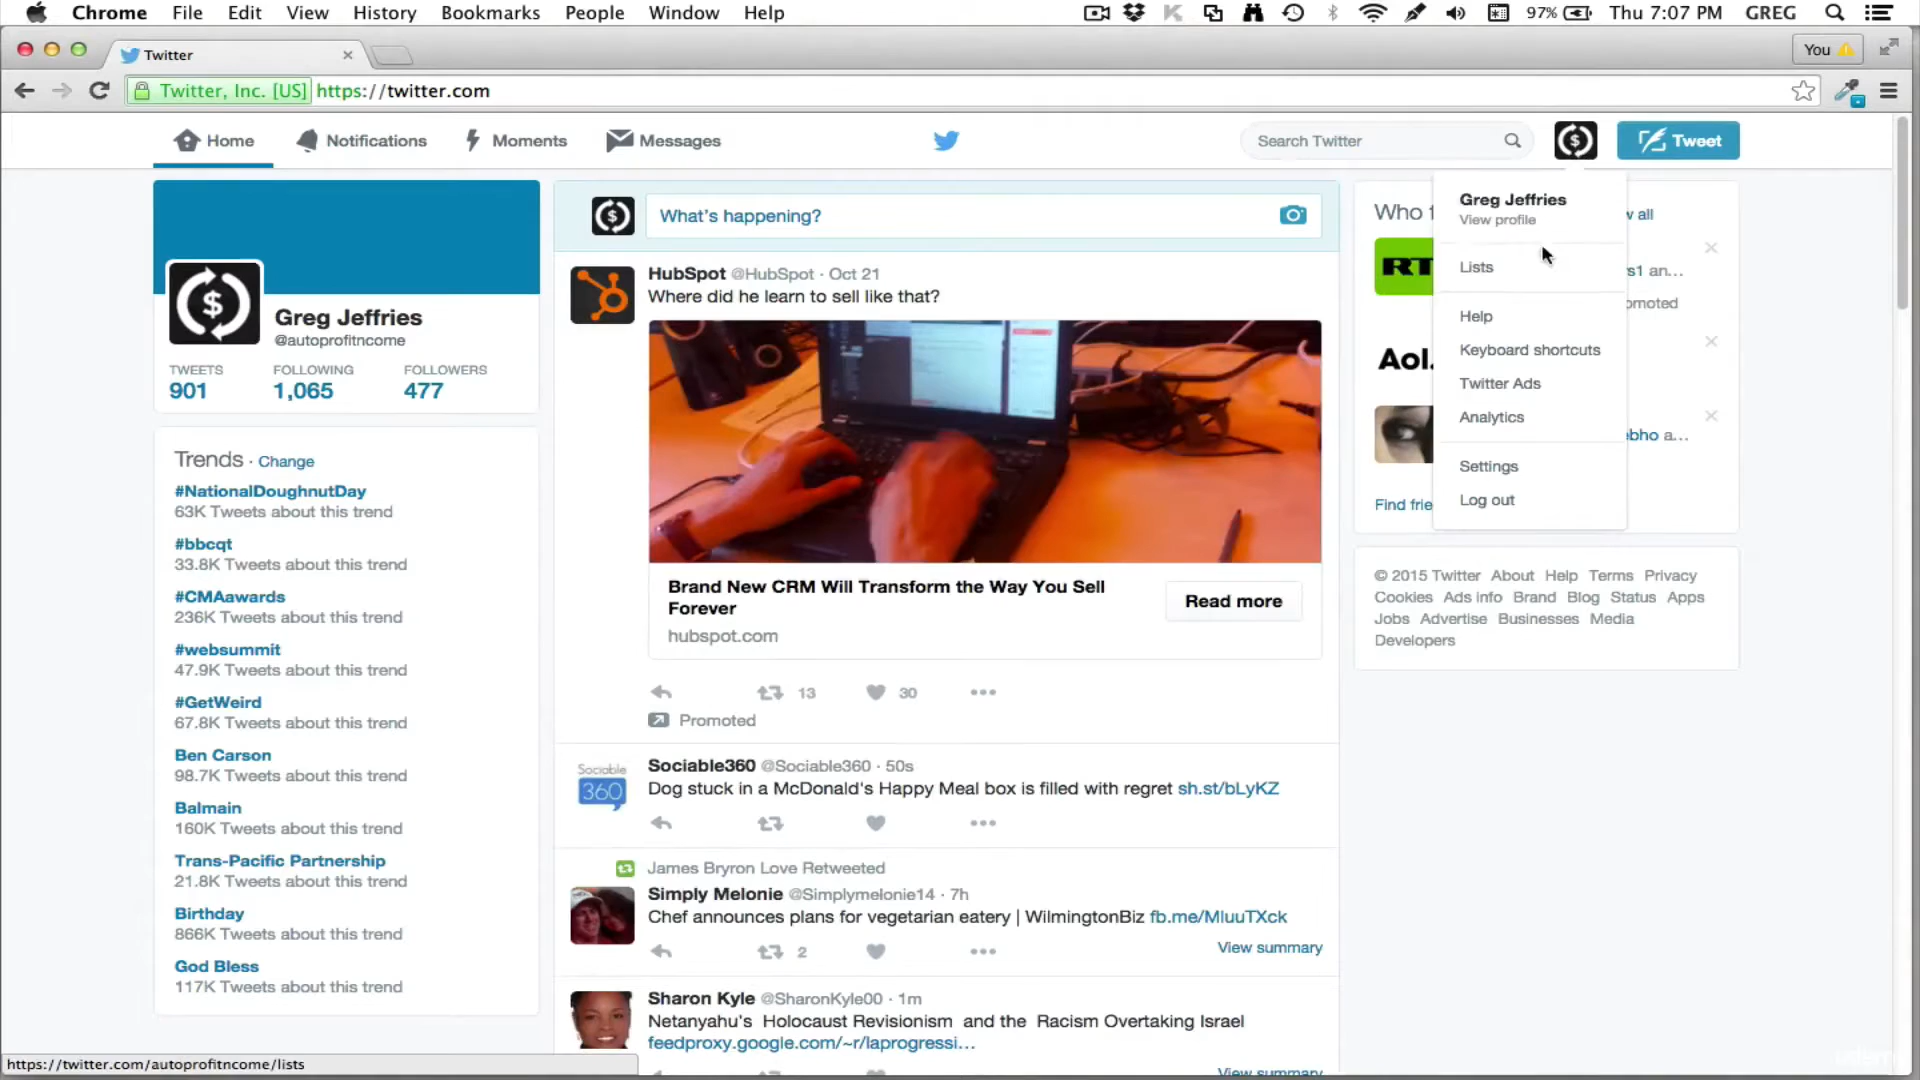 Chrome File Edit View History Bookmarks People Window Help 97% Thu 7:07 PM GREG
Twitter You
Twitter, Inc. [US] https://twitter.com
Home Notifications Moments Messages Search Twitter Tweet
Greg Jeffries
@autoprofitncome
TWEETS FOLLOWING FOLLOWERS
901 1,065 477
Trends · Change
#NationalDoughnutDay
63K Tweets about this trend
#bbcqt
33.8K Tweets about this trend
#CMAawards
236K Tweets about this trend
#websummit
47.9K Tweets about this trend
#GetWeird
67.8K Tweets about this trend
Ben Carson
98.7K Tweets about this trend
Balmain
160K Tweets about this trend
Trans-Pacific Partnership
21.8K Tweets about this trend
Birthday
866K Tweets about this trend
God Bless
117K Tweets about this trend
What's happening?
HubSpot @HubSpot · Oct 21
Where did he learn to sell like that?
Brand New CRM Will Transform the Way You Sell
Forever
hubspot.com
Read more
13 30
Promoted
Sociable
360
Sociable360 @Sociable360 · 50s
Dog stuck in a McDonald's Happy Meal box is filled with regret sh.st/bLyKZ
James Bryron Love Retweeted
Simply Melonie @Simplymelonie14 · 7h
Chef announces plans for vegetarian eatery | WilmingtonBiz fb.me/MluuTXck
2 View summary
Sharon Kyle @SharonKyle00 · 1m
Netanyahu's Holocaust Revisionism and the Racism Overtaking Israel
feedproxy.google.com/~r/laprogressi...
View summary
Who
all
RT
s1 an...
Aol.
a...
Greg Jeffries
View profile
Lists
Help
Keyboard shortcuts
Twitter Ads
Analytics
Settings
Log out
© 2015 Twitter About Help Terms Privacy
Cookies Ads info Brand Blog Status Apps
Jobs Advertise Businesses Media
Developers
https://twitter.com/autoprofitncome/lists